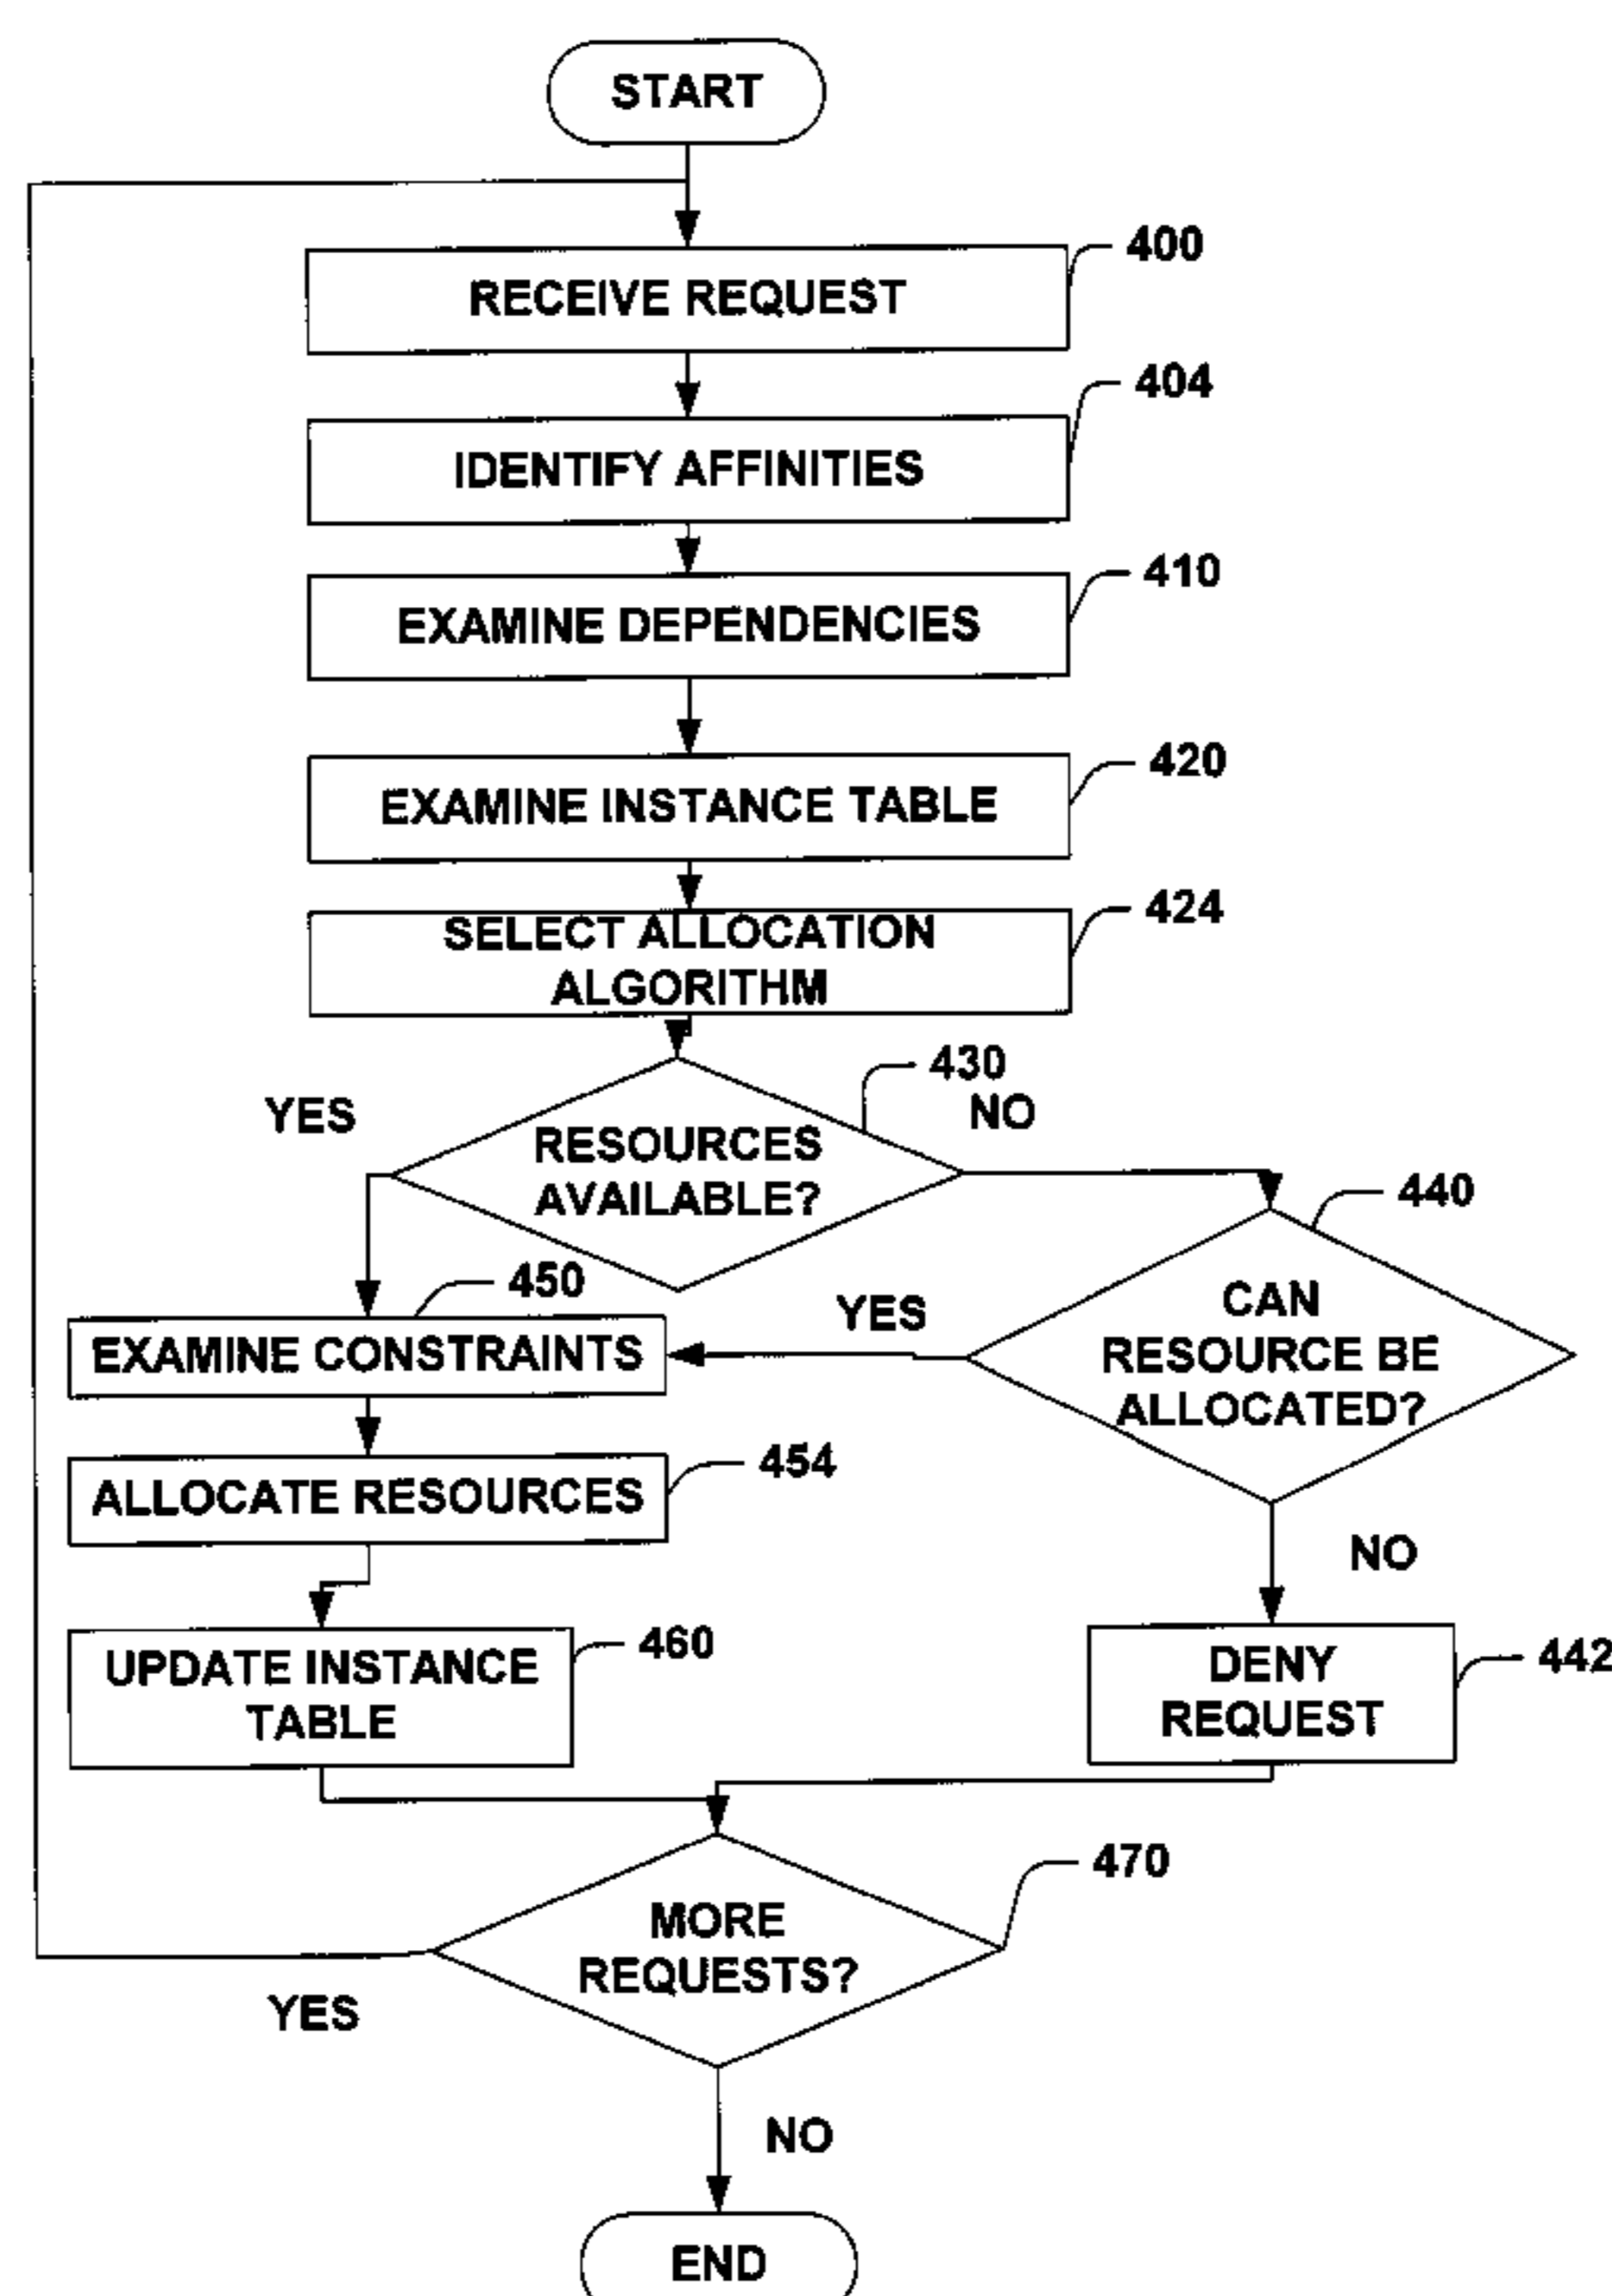 START
400
RECEIVE REQUEST
404
IDENTIFY AFFINITIES
410
EXAMINE DEPENDENCIES
420
EXAMINE INSTANCE TABLE
424
SELECT ALLOCATION
ALGORITHM
430
YES
NO
RESOURCES
AVAILABLE?
440
450
CAN
RESOURCE BE
ALLOCATED?
YES
EXAMINE CONSTRAINTS
454
ALLOCATE RESOURCES
NO
460
UPDATE INSTANCE
TABLE
442
DENY
REQUEST
470
MORE
REQUESTS?
YES
NO
END